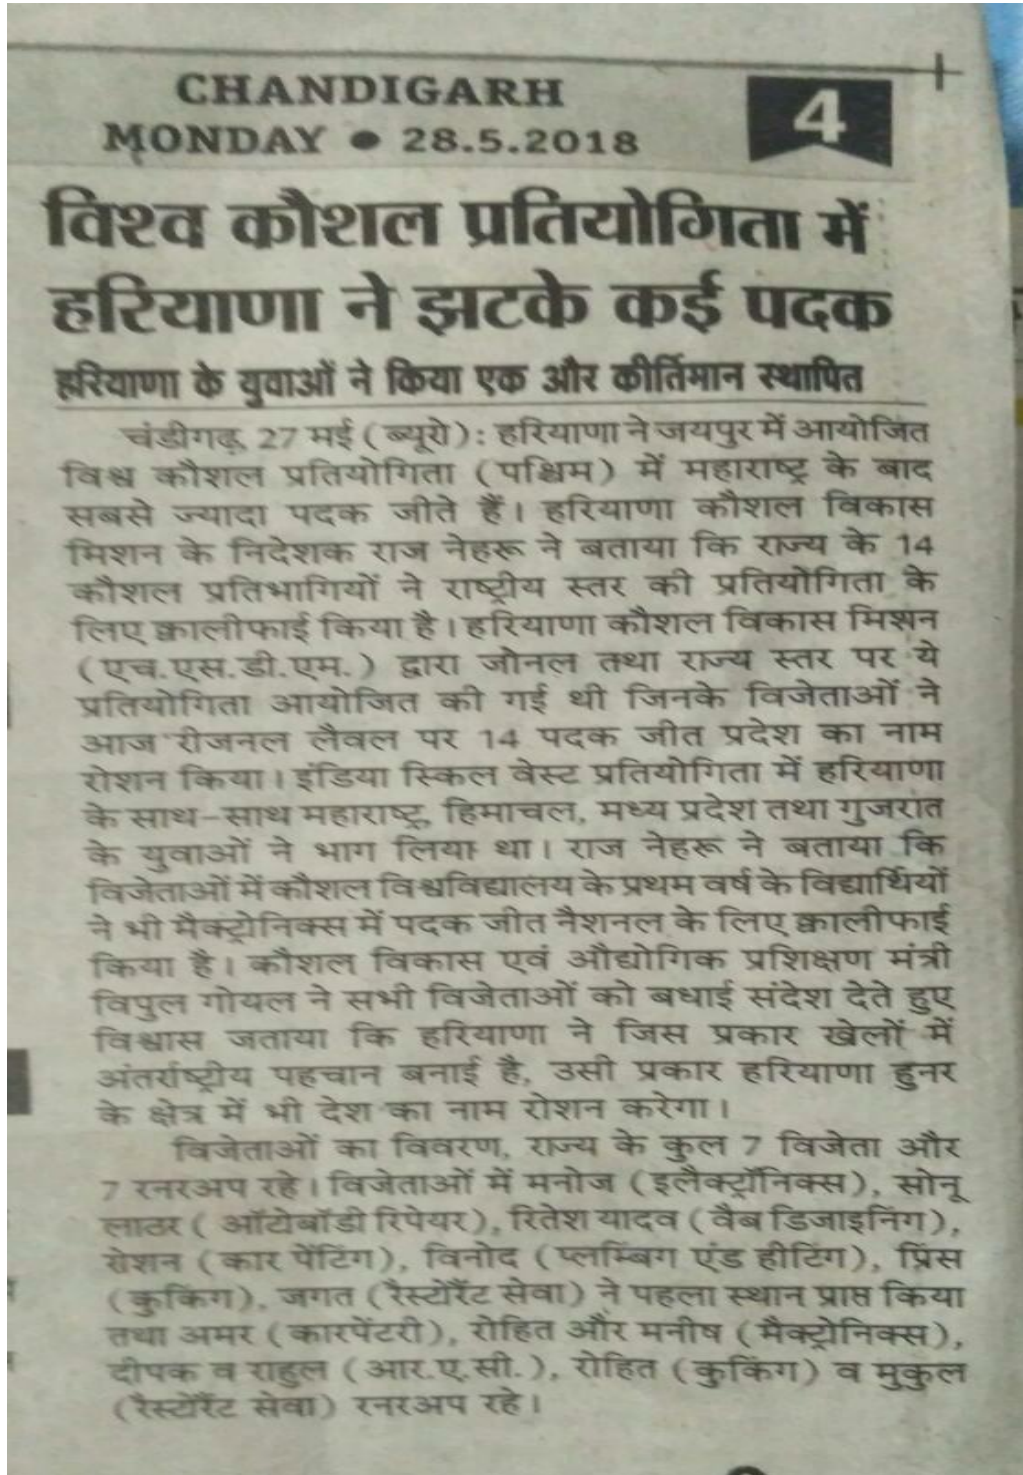 CHANDIGARH
MONDAY ● 28.5.2018
4
विश्व कौशल प्रतियोगिता में
हरियाणा ने झटके कई पदक
हरियाणा के युवाओं ने किया एक और कीर्तिमान स्थापित
चंडीगढ़, 27 मई (ब्यूरो): हरियाणा ने जयपुर में आयोजित
विश्व कौशल प्रतियोगिता (पश्चिम) में महाराष्ट्र के बाद
सबसे ज्यादा पदक जीते हैं। हरियाणा कौशल विकास
मिशन के निदेशक राज नेहरू ने बताया कि राज्य के 14
कौशल प्रतिभागियों ने राष्ट्रीय स्तर की प्रतियोगिता के
लिए क्वालीफाई किया है। हरियाणा कौशल विकास मिशन
(एच.एस.डी.एम.) द्वारा जोनल तथा राज्य स्तर पर ये
प्रतियोगिता आयोजित की गई थी जिनके विजेताओं ने
आज रीजनल लैवल पर 14 पदक जीत प्रदेश का नाम
रोशन किया। इंडिया स्किल वेस्ट प्रतियोगिता में हरियाणा
के साथ-साथ महाराष्ट्र, हिमाचल, मध्य प्रदेश तथा गुजरात
के युवाओं ने भाग लिया था। राज नेहरू ने बताया कि
विजेताओं में कौशल विश्वविद्यालय के प्रथम वर्ष के विद्यार्थियों
ने भी मैक्ट्रोनिक्स में पदक जीत नैशनल के लिए क्वालीफाई
किया है। कौशल विकास एवं औद्योगिक प्रशिक्षण मंत्री
विपुल गोयल ने सभी विजेताओं को बधाई संदेश देते हुए
विश्वास जताया कि हरियाणा ने जिस प्रकार खेलों में
अंतर्राष्ट्रीय पहचान बनाई है, उसी प्रकार हरियाणा हुनर
के क्षेत्र में भी देश का नाम रोशन करेगा।
विजेताओं का विवरण, राज्य के कुल 7 विजेता और
7 रनरअप रहे। विजेताओं में मनोज (इलैक्ट्रॉनिक्स), सोनू
लाठर ( ऑटोबॉडी रिपेयर), रितेश यादव (वैब डिजाइनिंग),
रोशन (कार पेंटिंग), विनोद (प्लम्बिंग एंड हीटिंग), प्रिंस
(कुकिंग), जगत (रैस्टोरैंट सेवा) ने पहला स्थान प्राप्त किया
तथा अमर (कारपेंटरी), रोहित और मनीष (मैक्ट्रोनिक्स),
दीपक व राहुल (आर.ए.सी.), रोहित (कुकिंग) व मुकुल
(रैस्टोरैंट सेवा) रनरअप रहे।